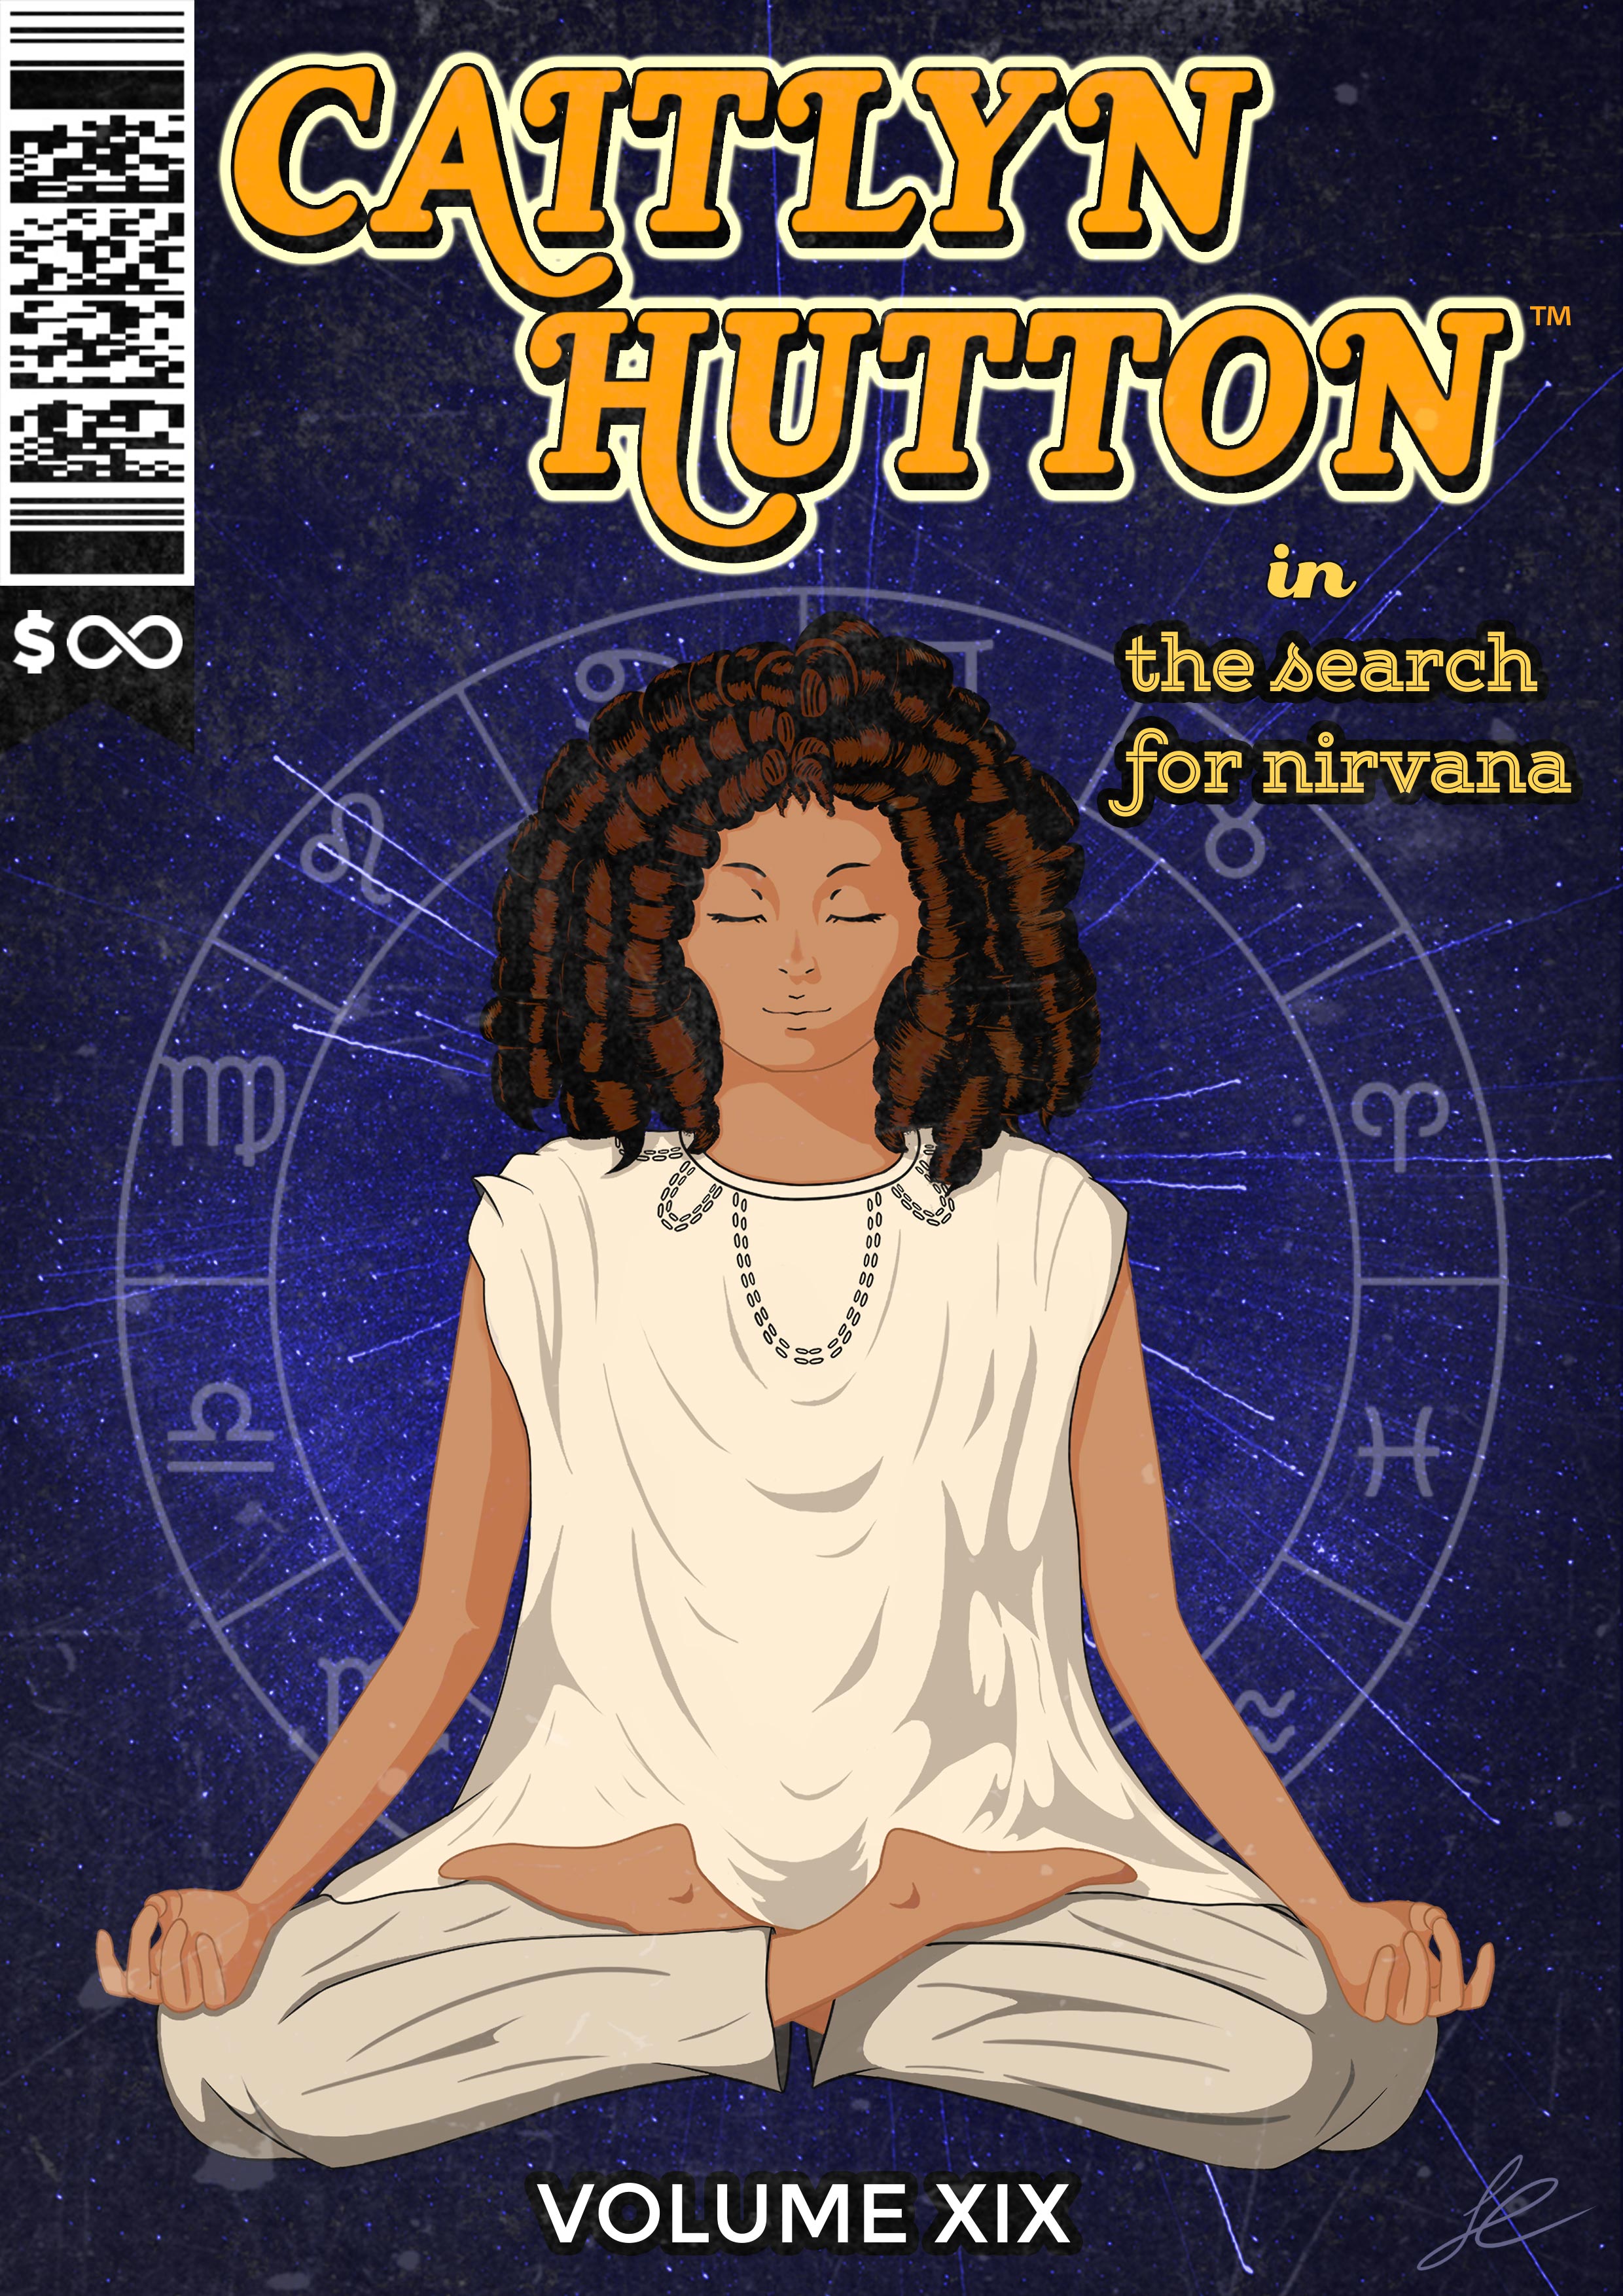 CAITLYN
HUTTON™
in
the search
for nirvana
$∞
VOLUME XIX